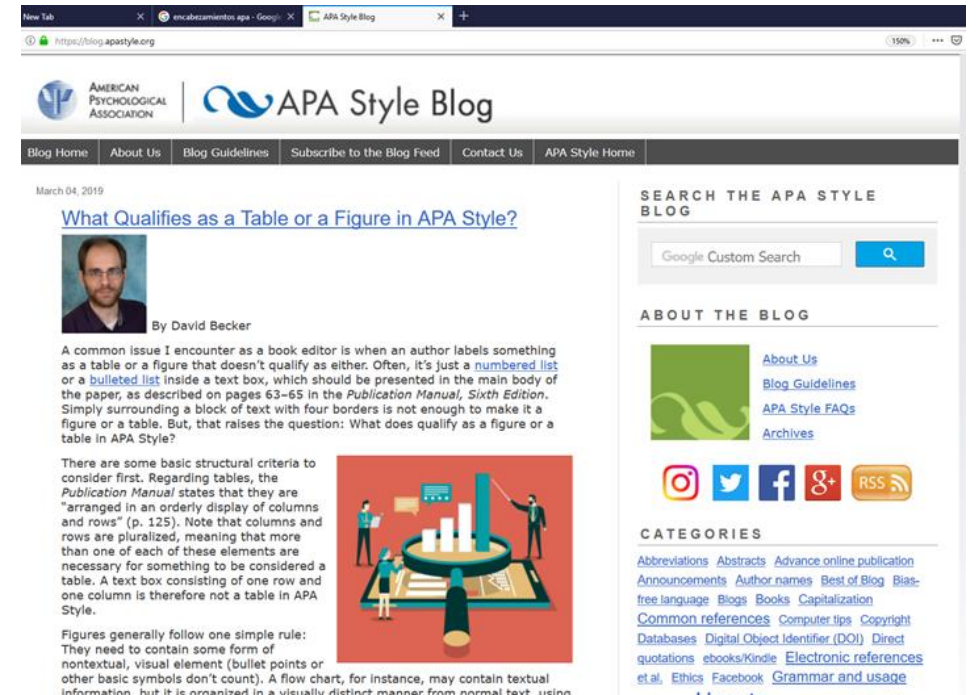 New Tab
encabezamientos apa - Google
APA Style Blog
https://blog.apastyle.org
150%
AMERICAN
PSYCHOLOGICAL
ASSOCIATION
APA Style Blog
Blog Home About Us Blog Guidelines Subscribe to the Blog Feed Contact Us APA Style Home
March 04, 2019
What Qualifies as a Table or a Figure in APA Style?
By David Becker
A common issue I encounter as a book editor is when an author labels something
as a table or a figure that doesn't qualify as either. Often, it's just a numbered list
or a bulleted list inside a text box, which should be presented in the main body of
the paper, as described on pages 63–65 in the Publication Manual, Sixth Edition.
Simply surrounding a block of text with four borders is not enough to make it a
figure or a table. But, that raises the question: What does qualify as a figure or a
table in APA Style?
There are some basic structural criteria to
consider first. Regarding tables, the
Publication Manual states that they are
"arranged in an orderly display of columns
and rows" (p. 125). Note that columns and
rows are pluralized, meaning that more
than one of each of these elements are
necessary for something to be considered a
table. A text box consisting of one row and
one column is therefore not a table in APA
Style.
Figures generally follow one simple rule:
They need to contain some form of
nontextual, visual element (bullet points or
other basic symbols don't count). A flow chart, for instance, may contain textual
information, but it is organized in a visually distinct manner from normal text, using
SEARCH THE APA STYLE
BLOG
Google Custom Search
ABOUT THE BLOG
About Us
Blog Guidelines
APA Style FAQs
Archives
RSS
CATEGORIES
Abbreviations Abstracts Advance online publication
Announcements Author names Best of Blog Bias-
free language Blogs Books Capitalization
Common references Computer tips Copyright
Databases Digital Object Identifier (DOI) Direct
quotations ebooks/Kindle Electronic references
et al. Ethics Facebook Grammar and usage